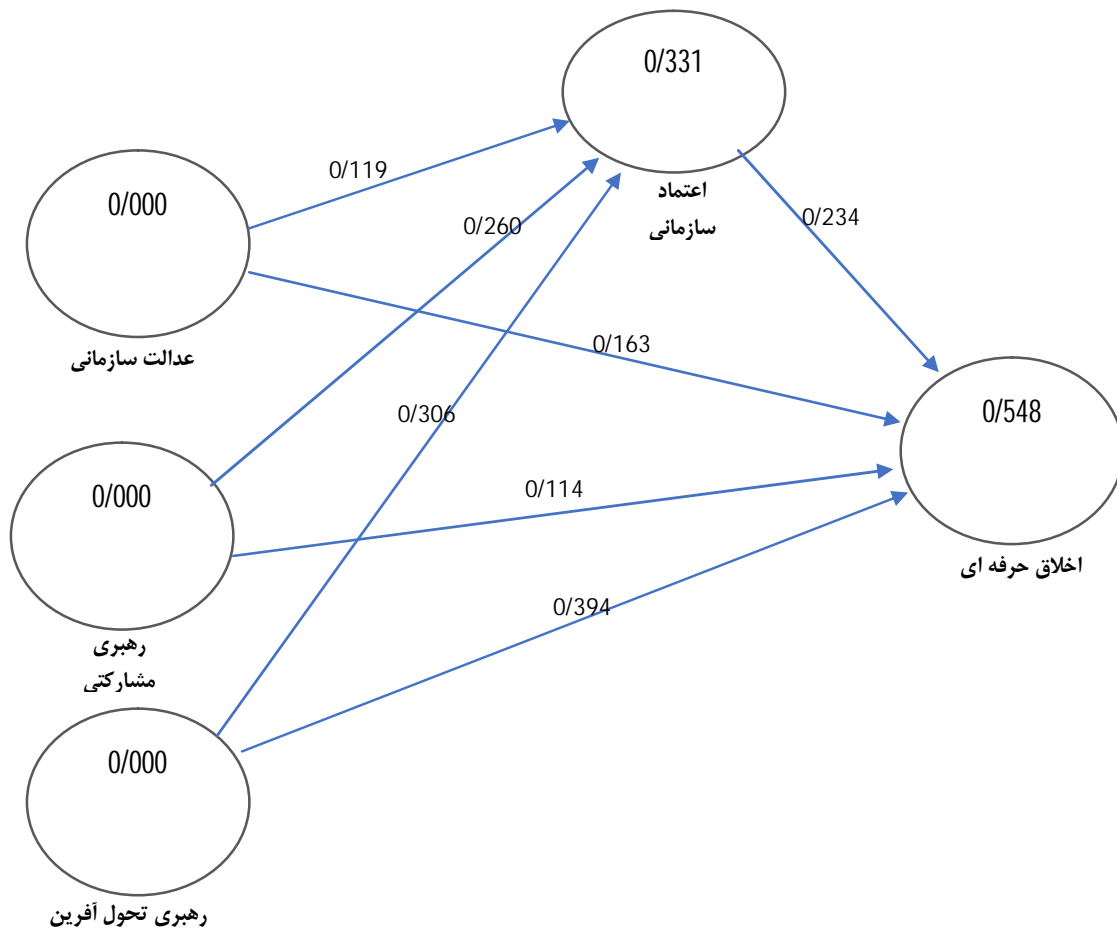 0/331
0/119
0/000
اعتماد
سازمانی
0/260
0/234
0/163
عدالت سازمانی
0/306
0/548
0/000
0/114
اخلاق حرفه ای
0/394
رهبری
مشارکتی
0/000
رهبری تحول آفرین